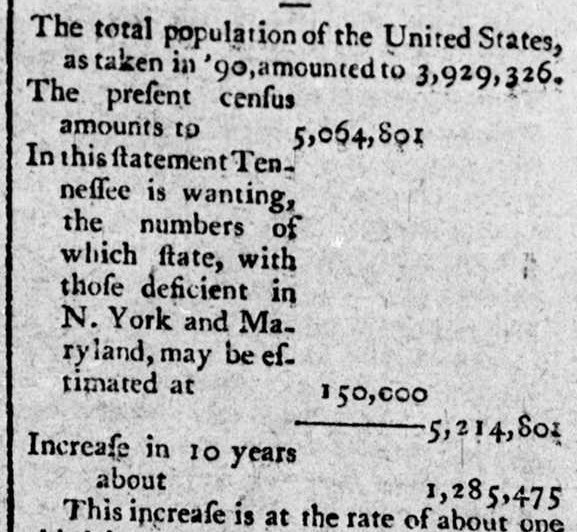 The total population of the United States,
as taken in '90, amounted to 3,929,326.
The preſent cenſus
amounts to 5,064,801
In this ſtatement Ten-
neſſee is wanting,
the numbers of
which ſtate, with
thoſe deficient in
N. York and Ma-
ryland, may be eſ-
timated at 150,000
5,214,801
Increaſe in 10 years
about 1,285,475
This increaſe is at the rate of about one